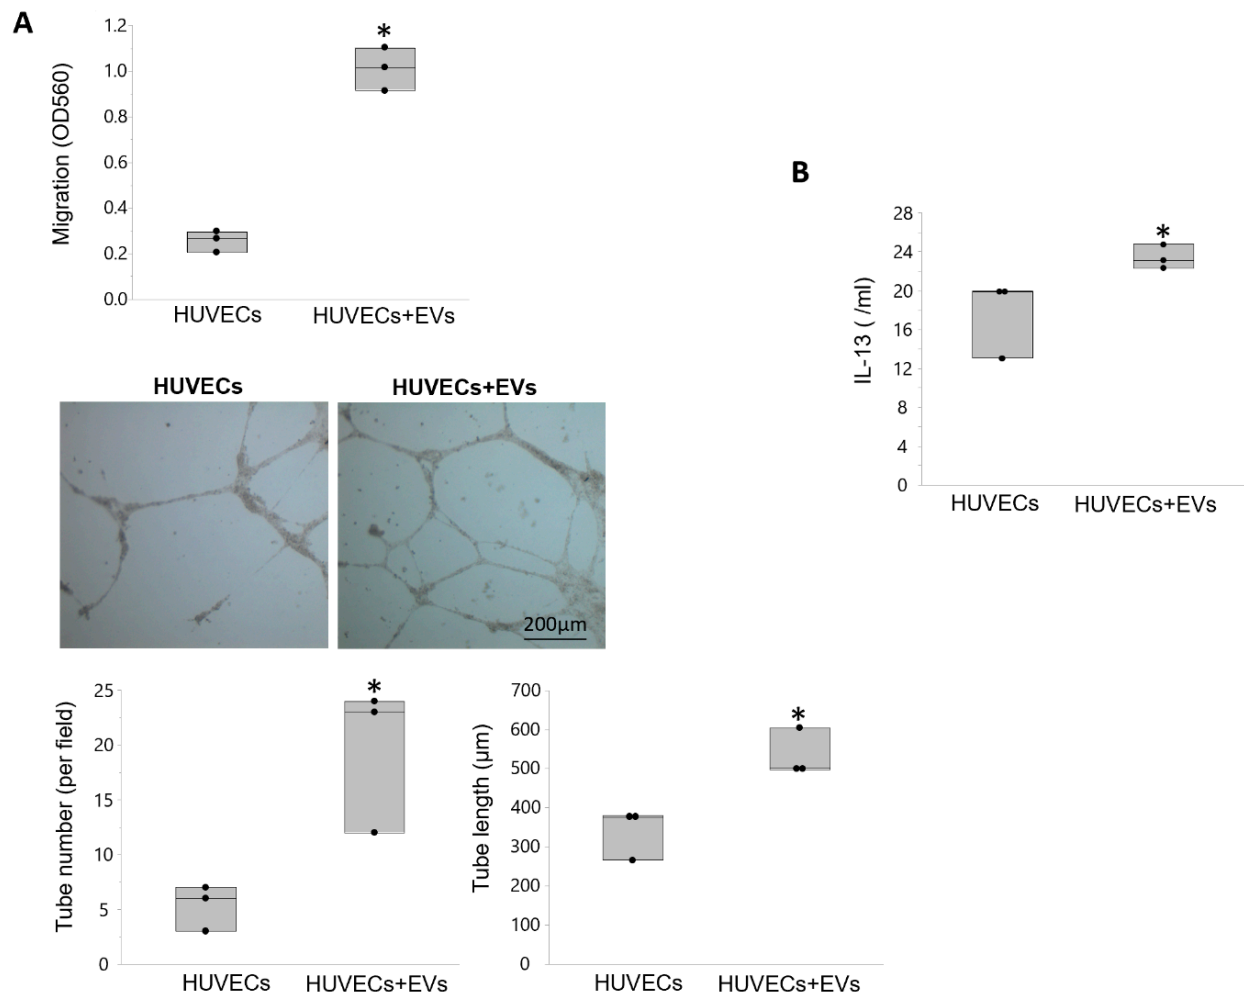 A
Migration (OD560)
1.2
1.0
0.8
0.6
0.4
0.2
0.0
*
HUVECs
HUVECs+EVs
HUVECs
HUVECs+EVs
200µm
Tube number (per field)
25
20
15
10
5
0
*
HUVECs
HUVECs+EVs
Tube length (µm)
700
600
500
400
300
200
100
0
*
HUVECs
HUVECs+EVs
B
IL-13 ( /ml)
28
24
20
16
12
8
4
0
*
HUVECs
HUVECs+EVs